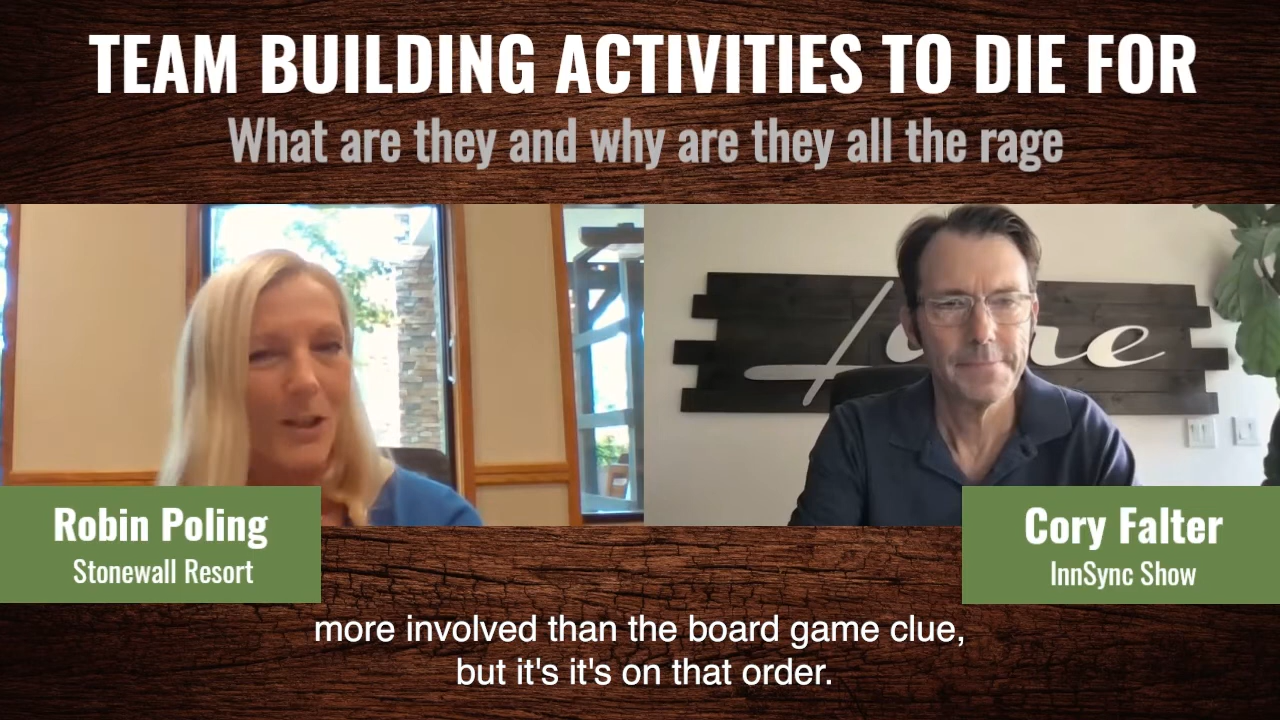 TEAM BUILDING ACTIVITIES TO DIE FOR
What are they and why are they all the rage
Robin Poling
Stonewall Resort
Cory Falter
InnSync Show
more involved than the board game clue,
but it's it's on that order.